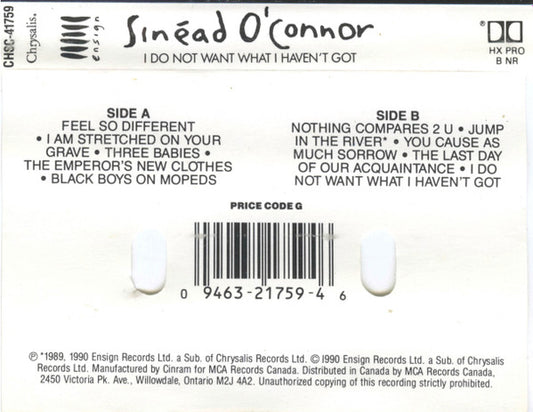 CHSC-41759
Chrysalis.
ensign
Sinéad O'Connor
I DO NOT WANT WHAT I HAVEN'T GOT
HX PRO
B NR
SIDE A
FEEL SO DIFFERENT
• I AM STRETCHED ON YOUR
GRAVE • THREE BABIES •
THE EMPEROR'S NEW CLOTHES
• BLACK BOYS ON MOPEDS
SIDE B
NOTHING COMPARES 2 U • JUMP
IN THE RIVER* • YOU CAUSE AS
MUCH SORROW • THE LAST DAY
OF OUR ACQUAINTANCE • I DO
NOT WANT WHAT I HAVEN'T GOT
PRICE CODE G
0 9463-21759-4 6
℗ *1989, 1990 Ensign Records Ltd. a Sub. of Chrysalis Records Ltd. ©1990 Ensign Records Ltd. a Sub. of Chrysalis
Records Ltd. Manufactured by Cinram for MCA Records Canada. Distributed in Canada by MCA Records Canada,
2450 Victoria Pk. Ave., Willowdale, Ontario M2J 4A2. Unauthorized copying of this recording strictly prohibited.